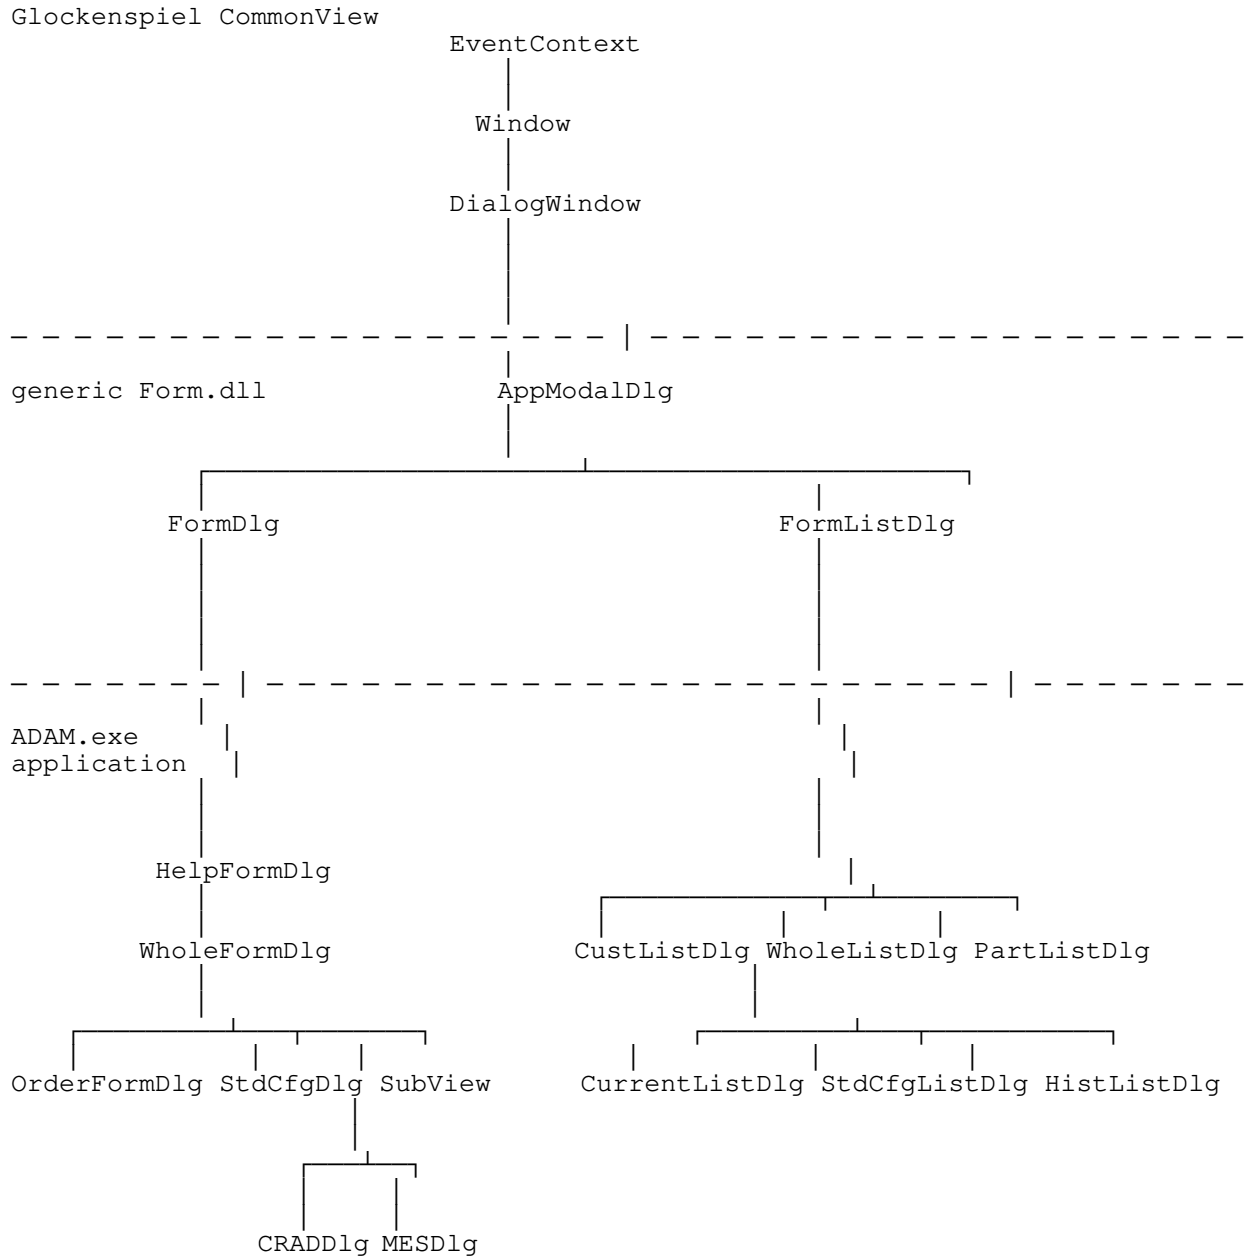 Glockenspiel CommonView
EventContext
Window
DialogWindow
generic Form.dll AppModalDlg
FormDlg FormListDlg
ADAM.exe
application
HelpFormDlg
WholeFormDlg CustListDlg WholeListDlg PartListDlg
OrderFormDlg StdCfgDlg SubView CurrentListDlg StdCfgListDlg HistListDlg
CRADDlg MESDlg